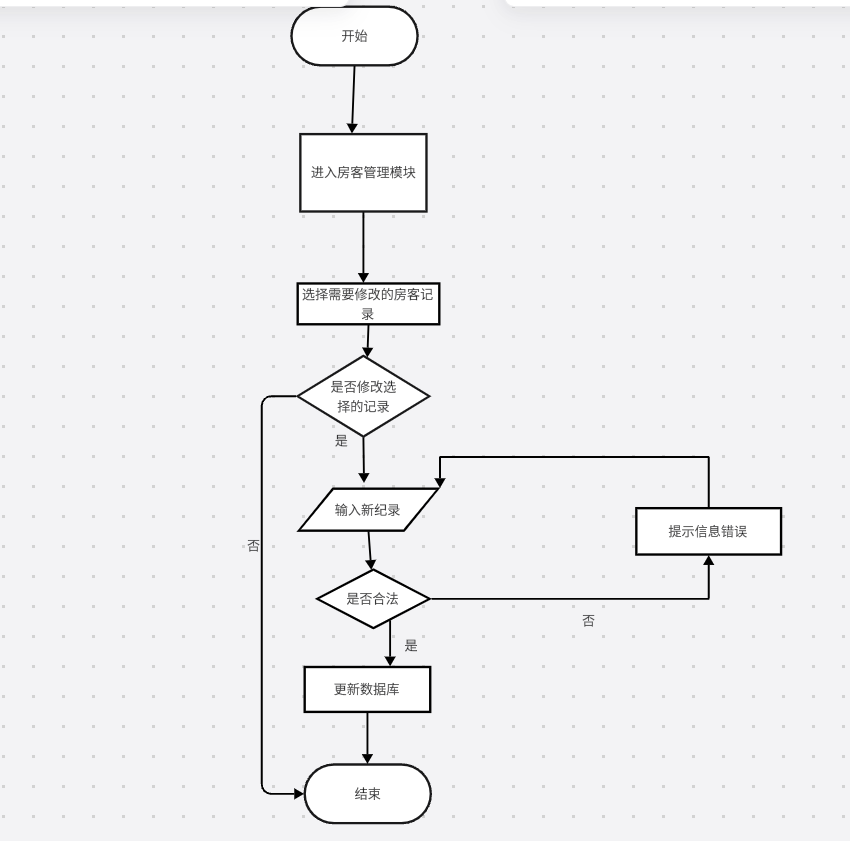 开始
进入房客管理模块
选择需要修改的房客记
录
是否修改选
择的记录
是
输入新纪录
提示信息错误
否
是否合法
否
是
更新数据库
结束